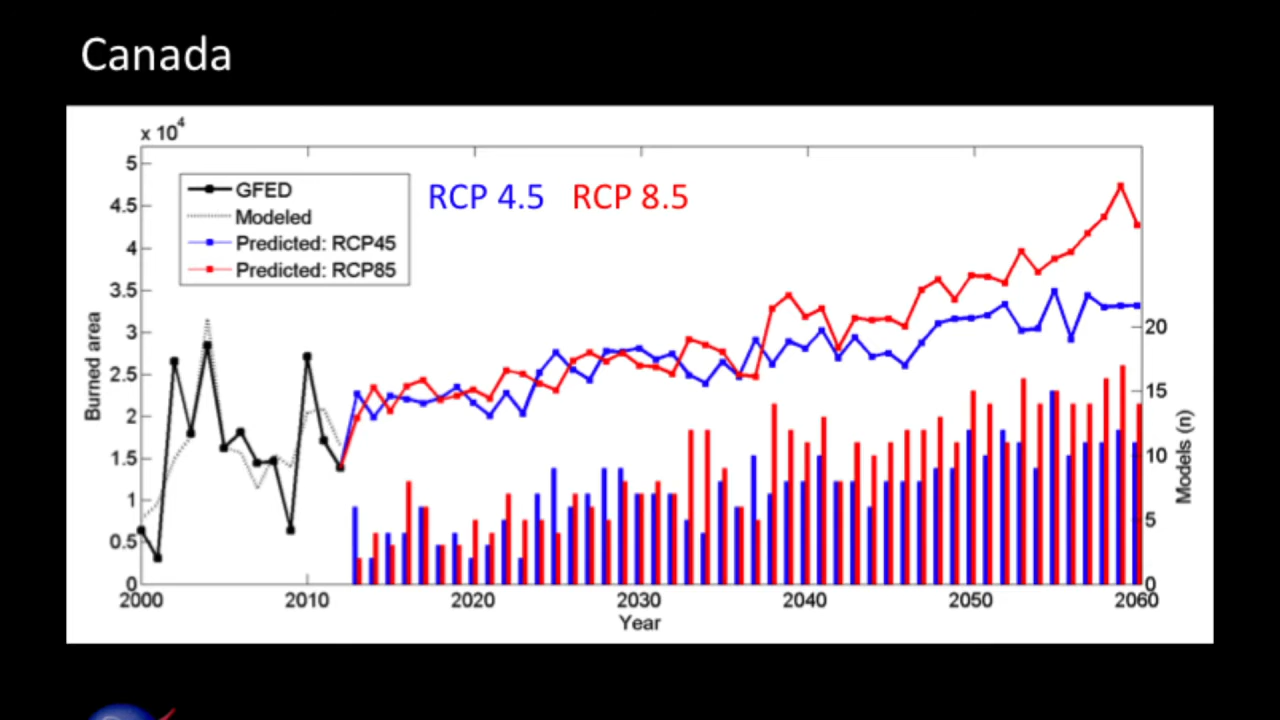 Canada
x 10⁴
5
4.5
4
3.5
3
2.5
2
1.5
1
0.5
0
Burned area
GFED
Modeled
Predicted: RCP45
Predicted: RCP85
RCP 4.5 RCP 8.5
20
15
10
5
0
Models (n)
2000 2010 2020 2030 2040 2050 2060
Year